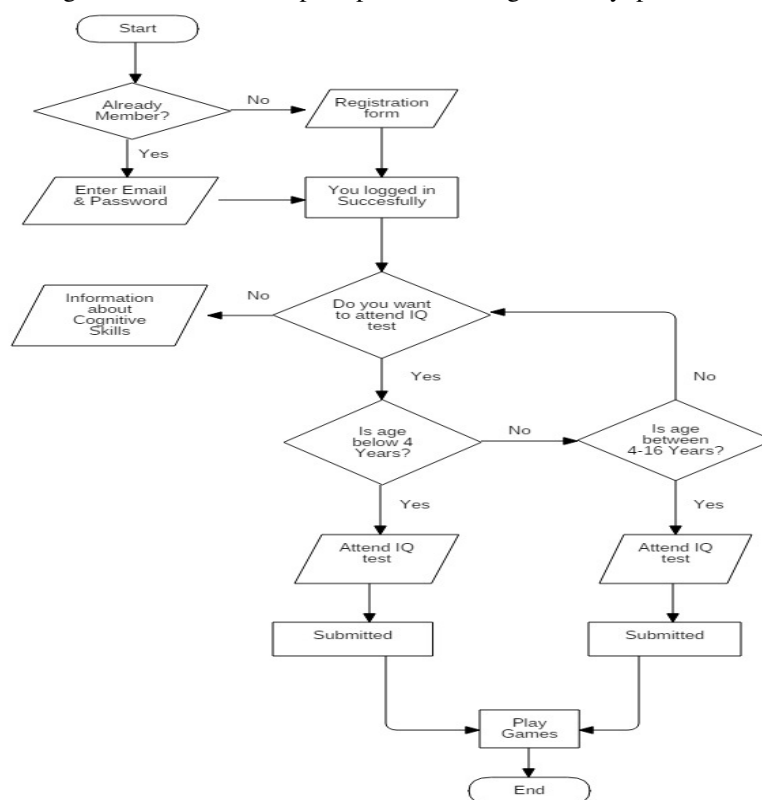 Start
Already
Member?
No
Registration
form
Yes
Enter Email
& Password
You logged in
Succesfully
No
Information
about
Cognitive
Skills
Do you want
to attend IQ
test
No
Yes
Is age
below 4
Years?
No
Is age
between
4-16 Years?
Yes
Yes
Attend IQ
test
Attend IQ
test
Submitted
Submitted
Play
Games
End